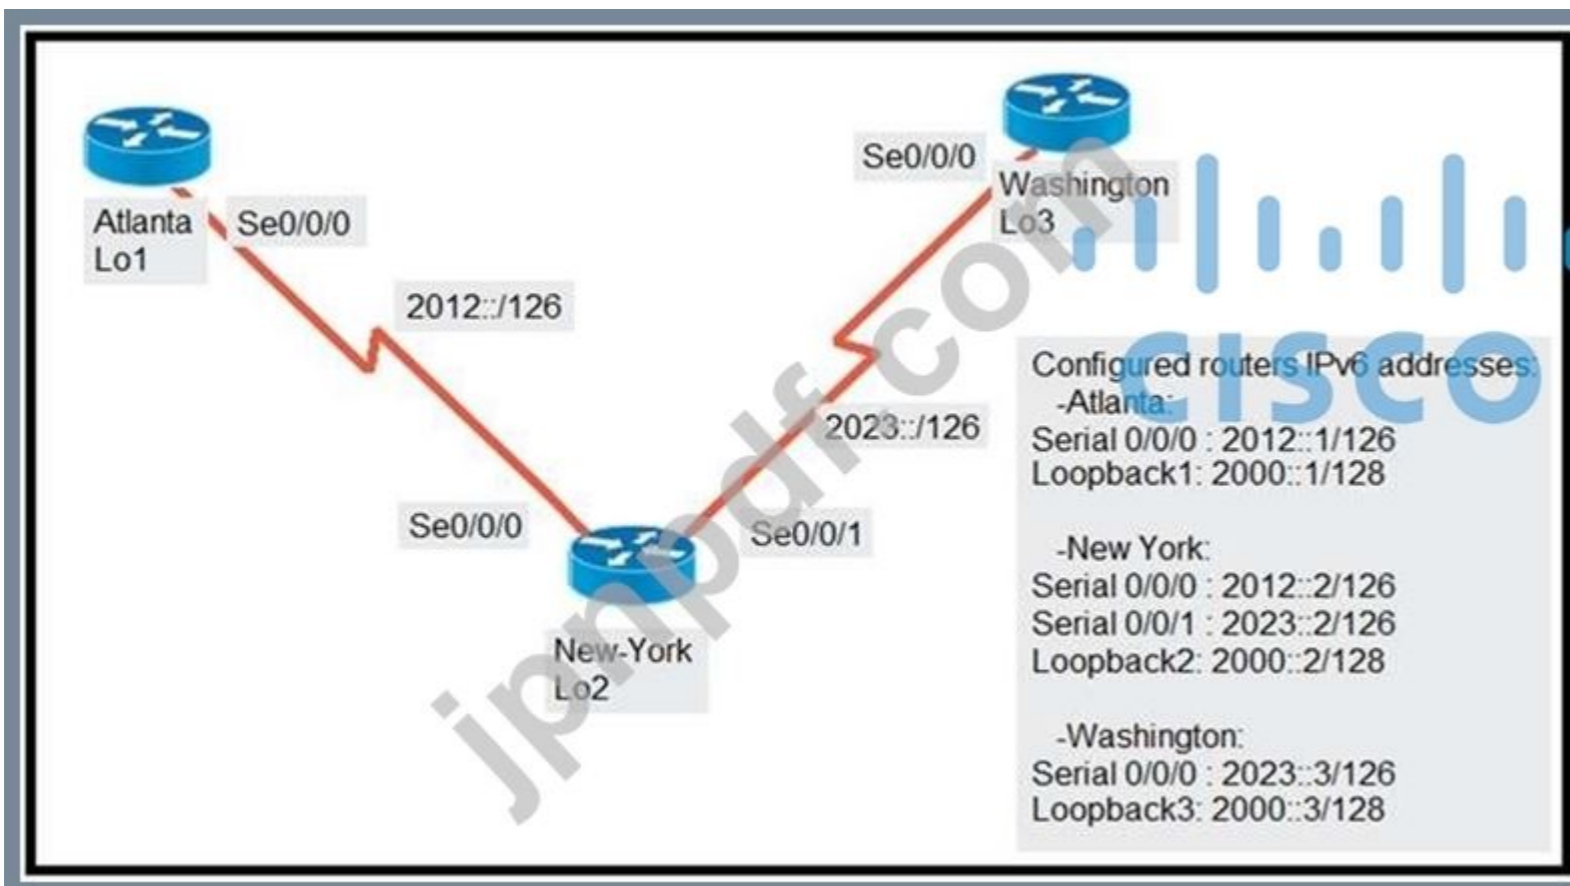 Atlanta
Lo1
Se0/0/0
2012::/126
Se0/0/0
Washington
Lo3
2023::/126
Se0/0/0
Se0/0/1
New-York
Lo2
Configured routers IPv6 addresses:
-Atlanta:
Serial 0/0/0 : 2012::1/126
Loopback1: 2000::1/128
-New York:
Serial 0/0/0 : 2012::2/126
Serial 0/0/1 : 2023::2/126
Loopback2: 2000::2/128
-Washington:
Serial 0/0/0 : 2023::3/126
Loopback3: 2000::3/128
CISCO
jpnpdf.com